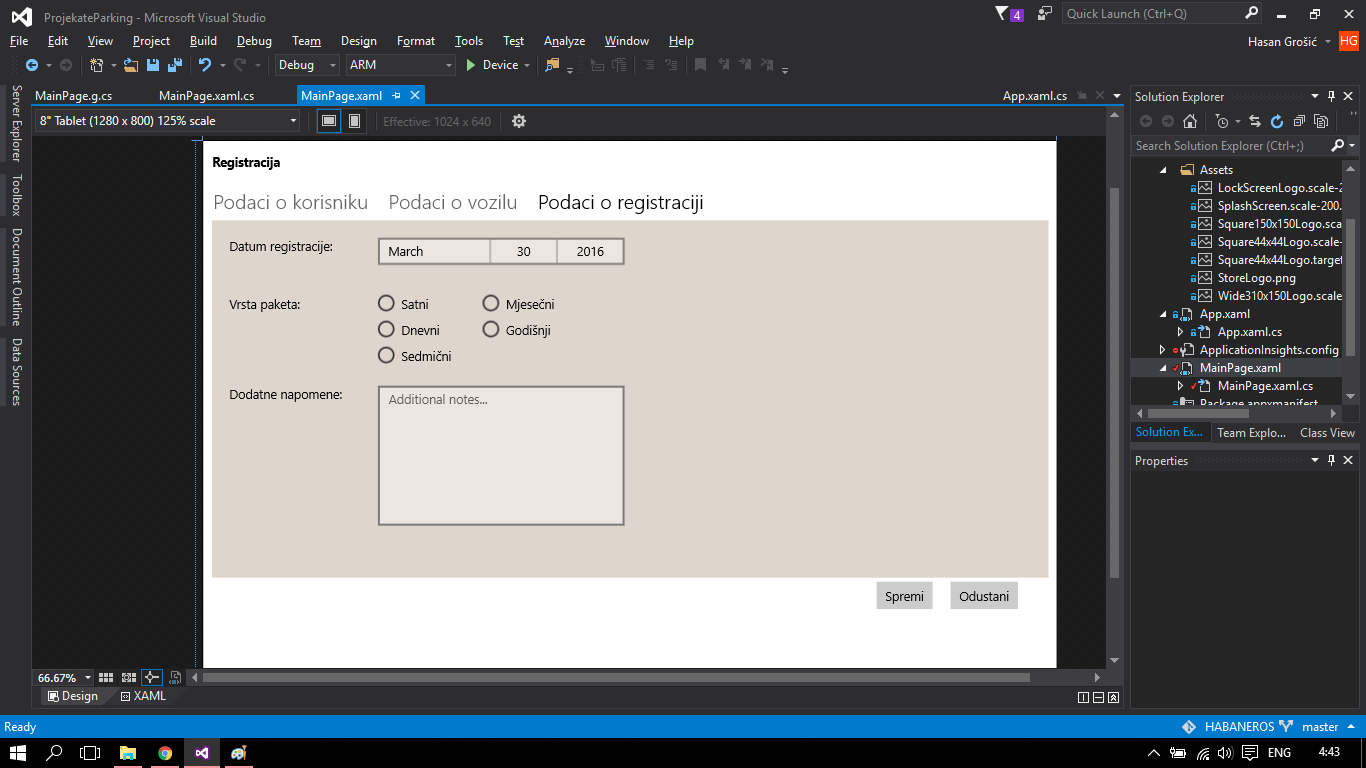 ProjekateParking - Microsoft Visual Studio
4
Quick Launch (Ctrl+Q)
File Edit View Project Build Debug Team Design Format Tools Test Analyze Window Help
Hasan Grošić
HG
Debug ARM Device
Server Explorer
Toolbox
Document Outline
Data Sources
MainPage.g.cs MainPage.xaml.cs MainPage.xaml App.xaml.cs
8" Tablet (1280 x 800) 125% scale
Effective: 1024 x 640
Registracija
Podaci o korisniku Podaci o vozilu Podaci o registraciji
Datum registracije: March 30 2016
Vrsta paketa: Satni Mjesečni
Dnevni Godišnji
Sedmični
Dodatne napomene: Additional notes...
Spremi Odustani
66.67%
Design XAML
Solution Explorer
Search Solution Explorer (Ctrl+;)
Assets
LockScreenLogo.scale-2
SplashScreen.scale-200.
Square150x150Logo.sca
Square44x44Logo.scale-
Square44x44Logo.target
StoreLogo.png
Wide310x150Logo.scale
App.xaml
App.xaml.cs
ApplicationInsights.config
MainPage.xaml
MainPage.xaml.cs
Package.appxmanifest
Solution Ex... Team Explo... Class View
Properties
Ready
HABANEROS master
ENG 4:43